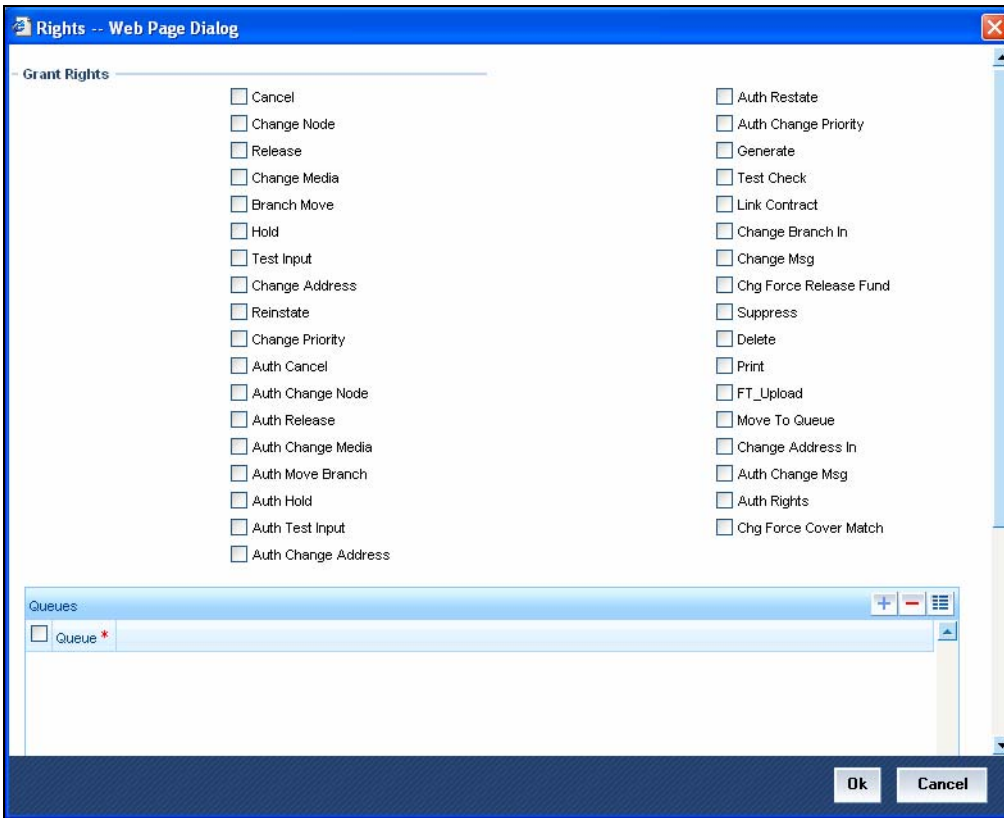 Rights -- Web Page Dialog
Grant Rights
Cancel
Change Node
Release
Change Media
Branch Move
Hold
Test Input
Change Address
Reinstate
Change Priority
Auth Cancel
Auth Change Node
Auth Release
Auth Change Media
Auth Move Branch
Auth Hold
Auth Test Input
Auth Change Address
Auth Restate
Auth Change Priority
Generate
Test Check
Link Contract
Change Branch In
Change Msg
Chg Force Release Fund
Suppress
Delete
Print
FT_Upload
Move To Queue
Change Address In
Auth Change Msg
Auth Rights
Chg Force Cover Match
Queues
Queue *
Ok Cancel